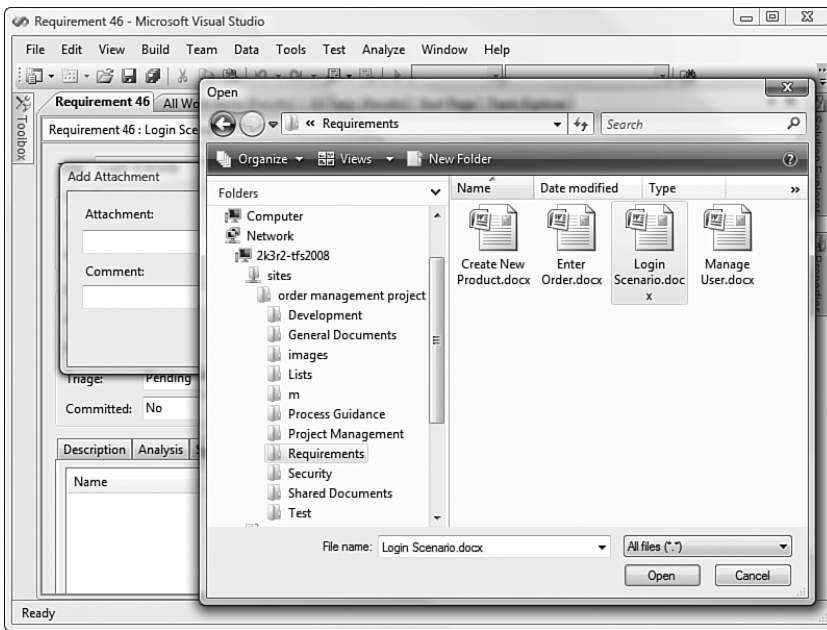 Requirement 46 - Microsoft Visual Studio
File Edit View Build Team Data Tools Test Analyze Window Help
Toolbox
Requirement 46 All Wo
Requirement 46 : Login Sce
Add Attachment
Attachment:
Comment:
Triage: Pending
Committed: No
Description Analysis
Name
Ready
Open
« Requirements
Search
Organize Views New Folder
Folders
Computer
Network
2k3r2-tfs2008
sites
order management project
Development
General Documents
images
Lists
m
Process Guidance
Project Management
Requirements
Security
Shared Documents
Test
Name Date modified Type »
Create New
Product.docx
Enter
Order.docx
Login
Scenario.doc
x
Manage
User.docx
File name: Login Scenario.docx
All files (*.*)
Open Cancel